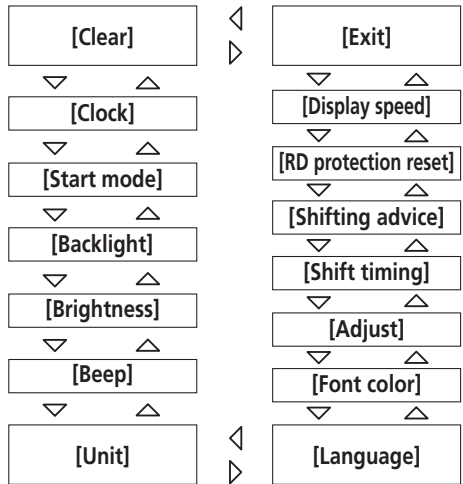 [Clear]
[Clock]
[Start mode]
[Backlight]
[Brightness]
[Beep]
[Unit]
[Exit]
[Display speed]
[RD protection reset]
[Shifting advice]
[Shift timing]
[Adjust]
[Font color]
[Language]